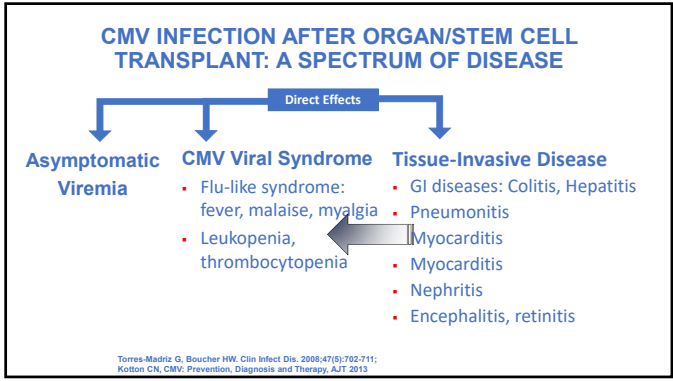 CMV INFECTION AFTER ORGAN/STEM CELL
TRANSPLANT: A SPECTRUM OF DISEASE
Direct Effects
Asymptomatic
Viremia
CMV Viral Syndrome
▪ Flu-like syndrome:
fever, malaise, myalgia
▪ Leukopenia,
thrombocytopenia
Tissue-Invasive Disease
▪ GI diseases: Colitis, Hepatitis
▪ Pneumonitis
Myocarditis
▪ Myocarditis
▪ Nephritis
▪ Encephalitis, retinitis
Torres-Madriz G, Boucher HW. Clin Infect Dis. 2008;47(5):702-711;
Kotton CN, CMV: Prevention, Diagnosis and Therapy, AJT 2013